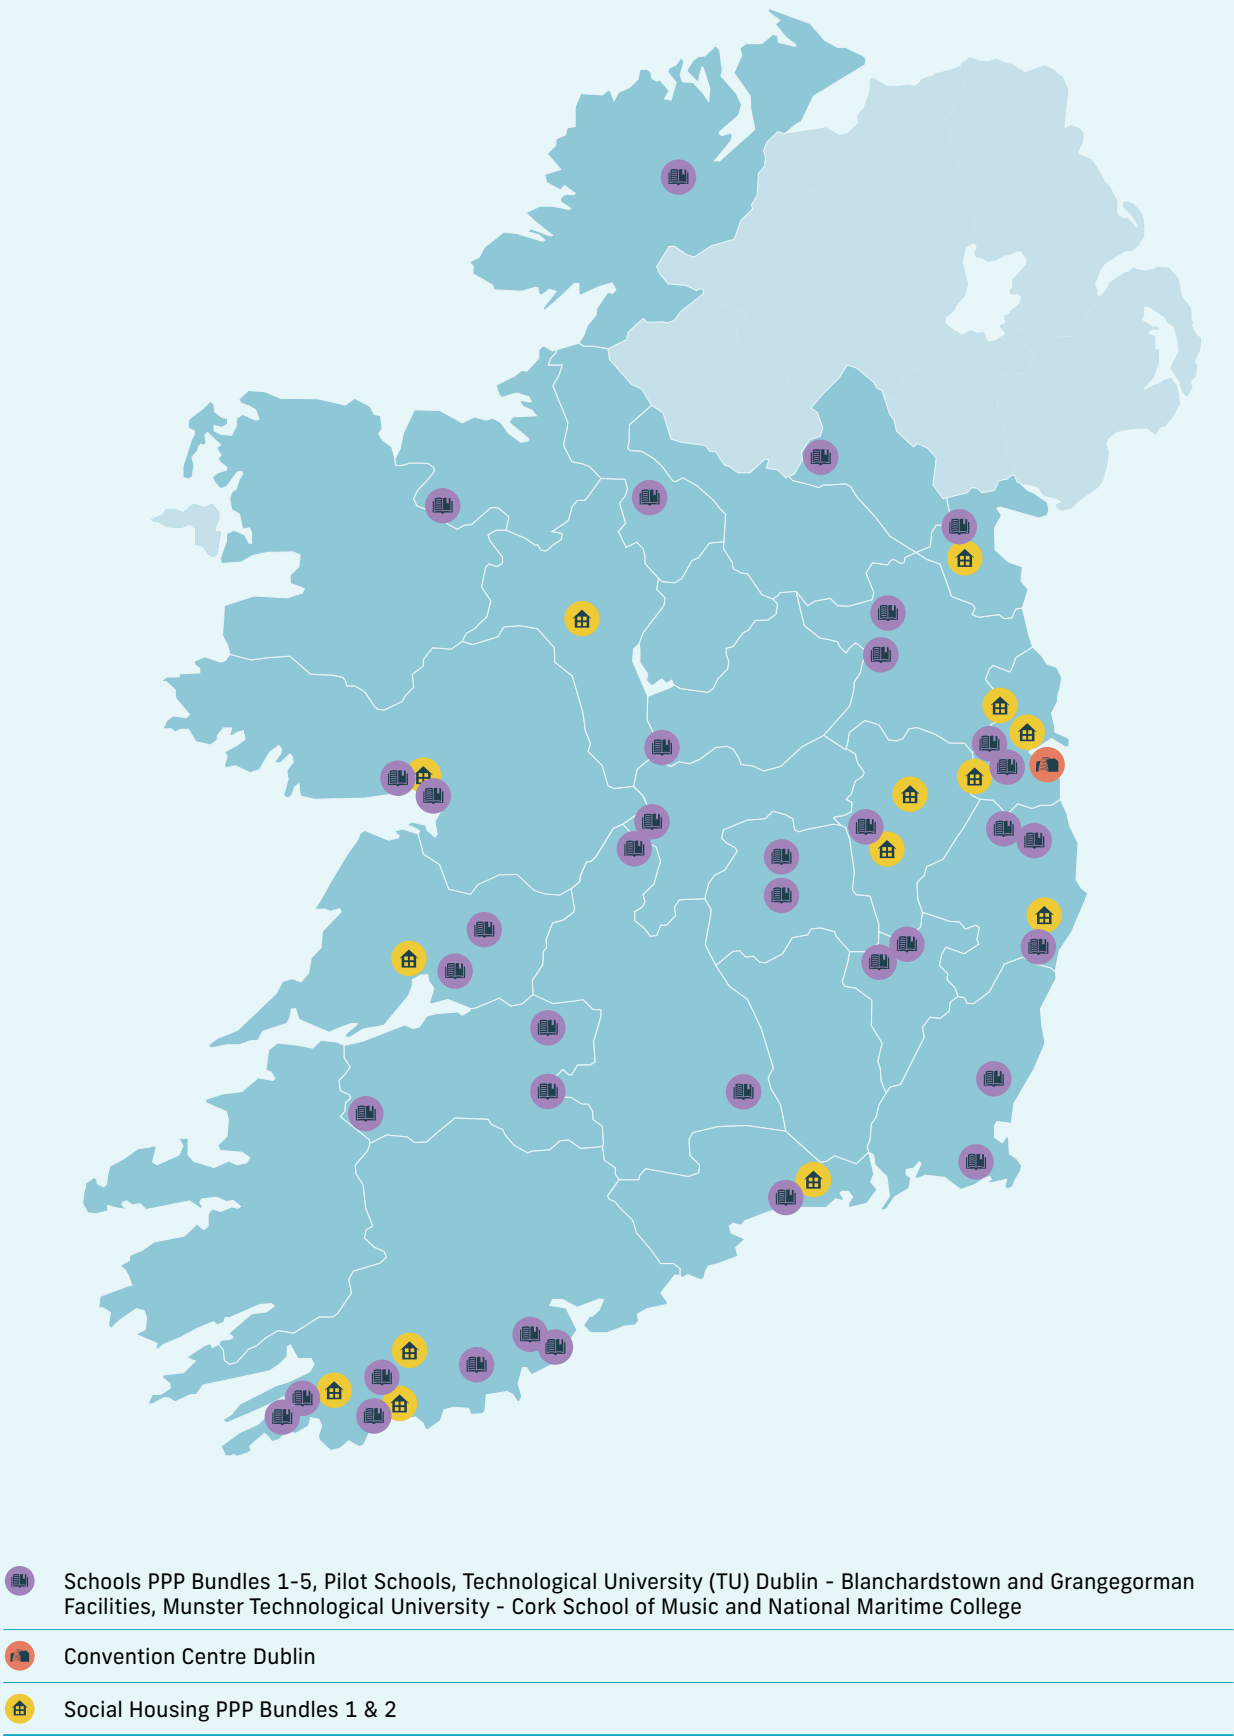 Schools PPP Bundles 1-5, Pilot Schools, Technological University (TU) Dublin - Blanchardstown and Grangegorman
Facilities, Munster Technological University - Cork School of Music and National Maritime College
Convention Centre Dublin
Social Housing PPP Bundles 1 & 2